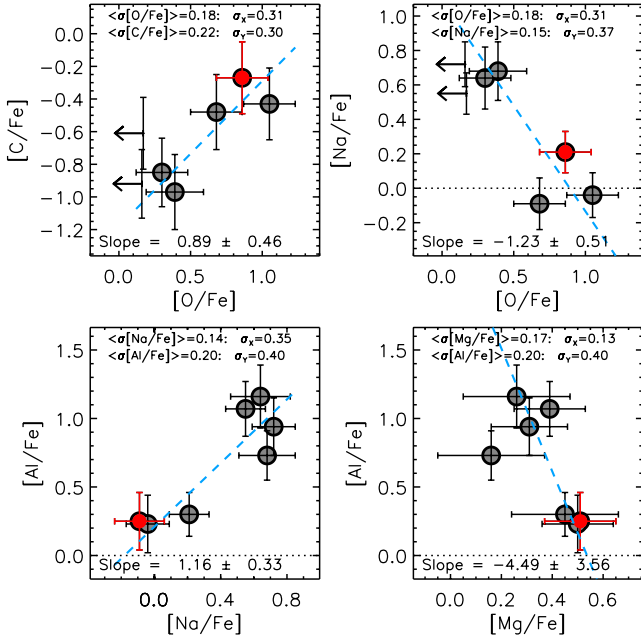 <σ[O/Fe]>=0.18: σX=0.31
<σ[C/Fe]>=0.22: σY=0.30
0.0
-0.2
-0.4
-0.6
-0.8
-1.0
-1.2
[C/Fe]
Slope = 0.89 ± 0.46
0.0 0.5 1.0
[O/Fe]
<σ[O/Fe]>=0.18: σX=0.31
<σ[Na/Fe]>=0.15: σY=0.37
1.0
0.8
0.6
0.4
0.2
0.0
-0.2
[Na/Fe]
Slope = -1.23 ± 0.51
0.0 0.5 1.0
[O/Fe]
<σ[Na/Fe]>=0.14: σX=0.35
<σ[Al/Fe]>=0.20: σY=0.40
1.5
1.0
0.5
0.0
[Al/Fe]
Slope = 1.16 ± 0.33
0.0 0.4 0.8
[Na/Fe]
<σ[Mg/Fe]>=0.17: σX=0.13
<σ[Al/Fe]>=0.20: σY=0.40
1.5
1.0
0.5
0.0
[Al/Fe]
Slope = -4.49 ± 3.56
0.0 0.2 0.4 0.6
[Mg/Fe]